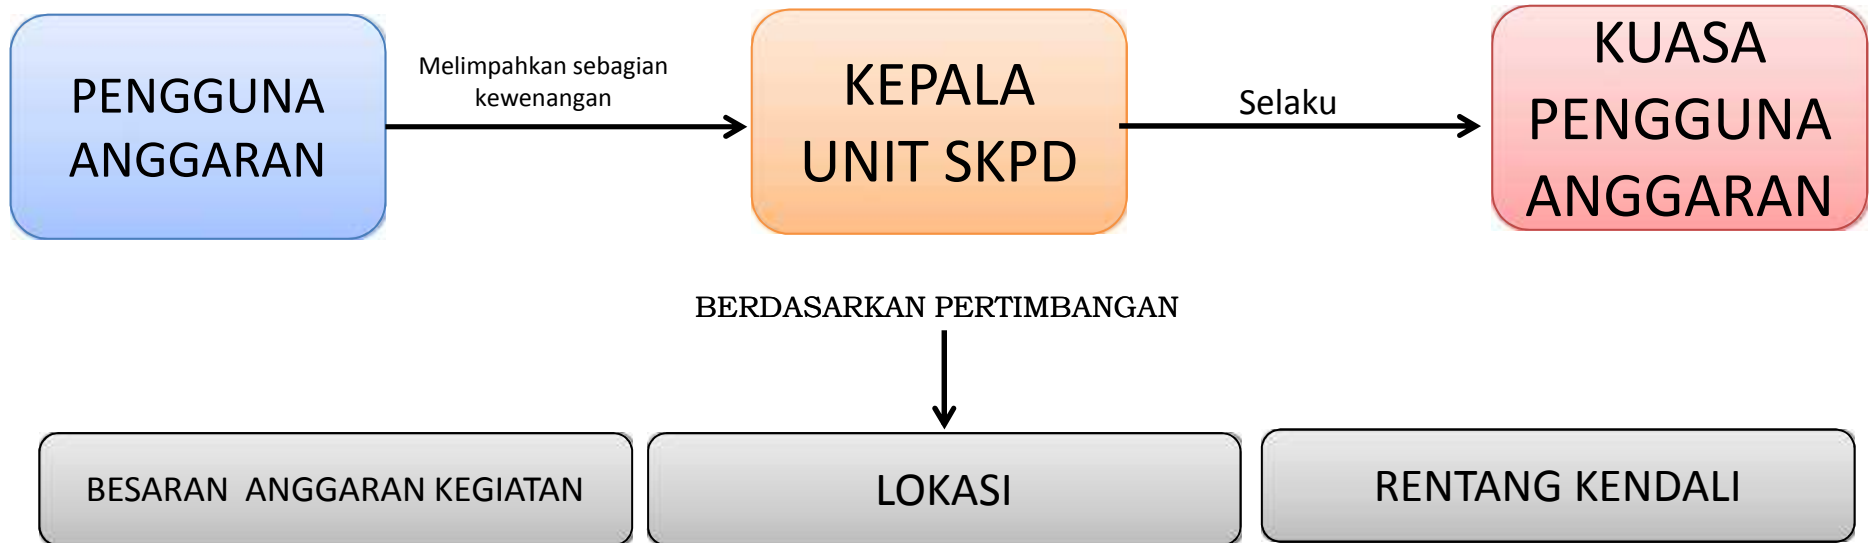 PENGGUNA
ANGGARAN
Melimpahkan sebagian
kewenangan
KEPALA
UNIT SKPD
Selaku
KUASA
PENGGUNA
ANGGARAN
BERDASARKAN PERTIMBANGAN
BESARAN ANGGARAN KEGIATAN
LOKASI
RENTANG KENDALI